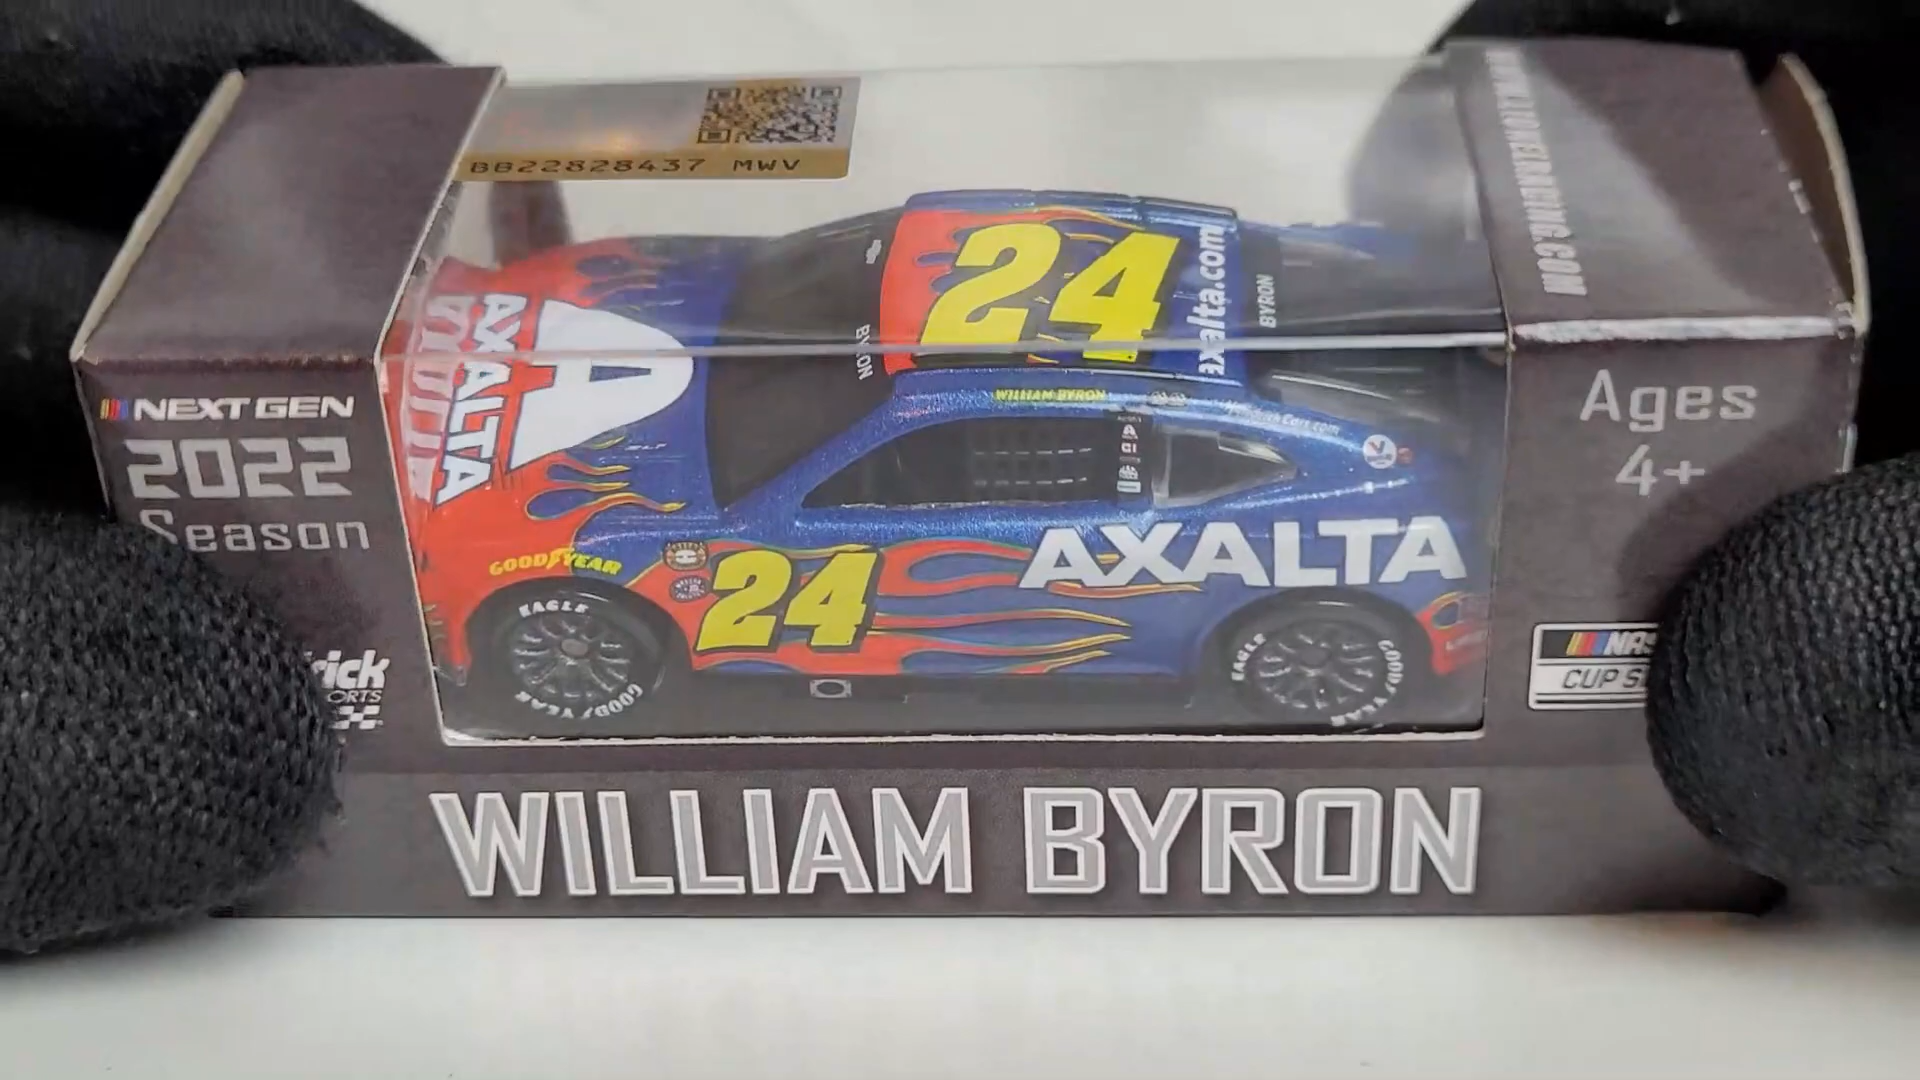 BB22828437 MWV
NEXT GEN
2022
Season
24
axalta.com
BYRON
BYRON
AXALTA
WILLIAM BYRON
GOODYEAR
24
AXALTA
EAGLE
GOODYEAR
EAGLE
GOODYEAR
Ages
4+
CUP S
WILLIAM BYRON